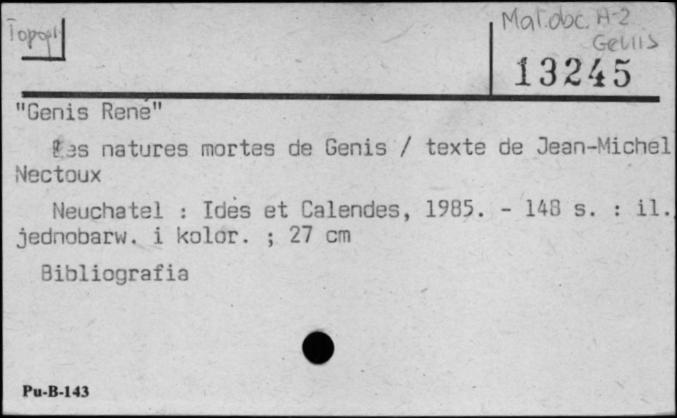 Topogr
Mat.doc. A-2
Genis
13245
"Genis René"
Les natures mortes de Genis / texte de Jean-Michel
Nectoux
Neuchatel : Idès et Calendes, 1985. - 148 s. : il.
jednobarw. i kolor. ; 27 cm
Bibliografia
Pu-B-143